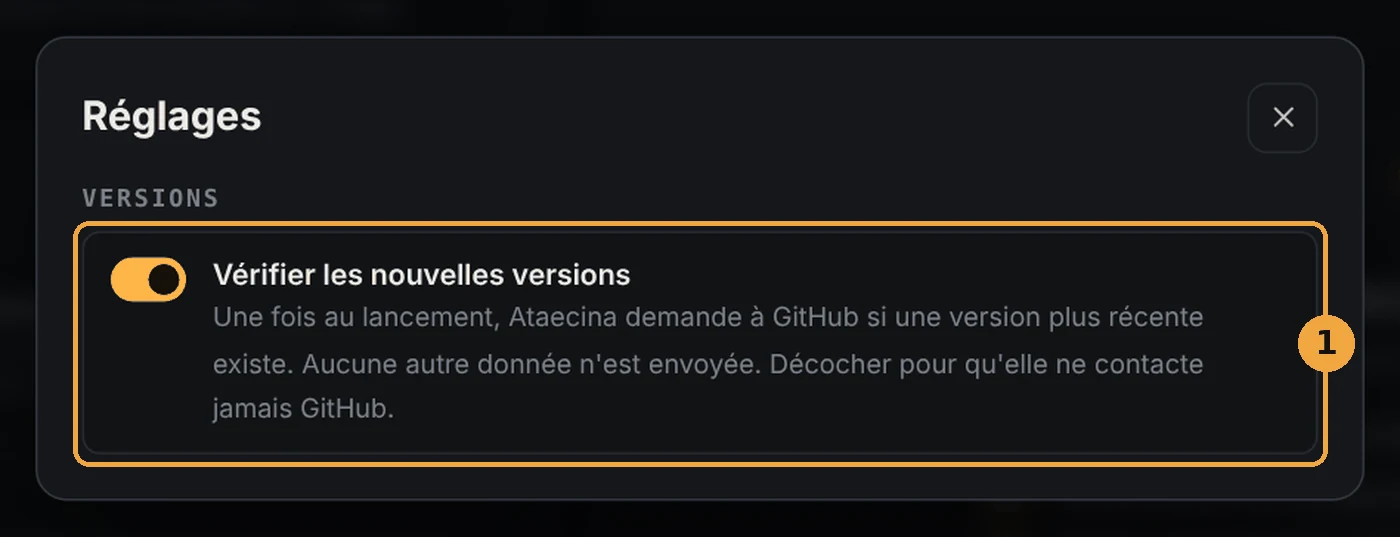 Réglages
VERSIONS
Vérifier les nouvelles versions
Une fois au lancement, Ataecina demande à GitHub si une version plus récente
existe. Aucune autre donnée n'est envoyée. Décocher pour qu'elle ne contacte
jamais GitHub.
1